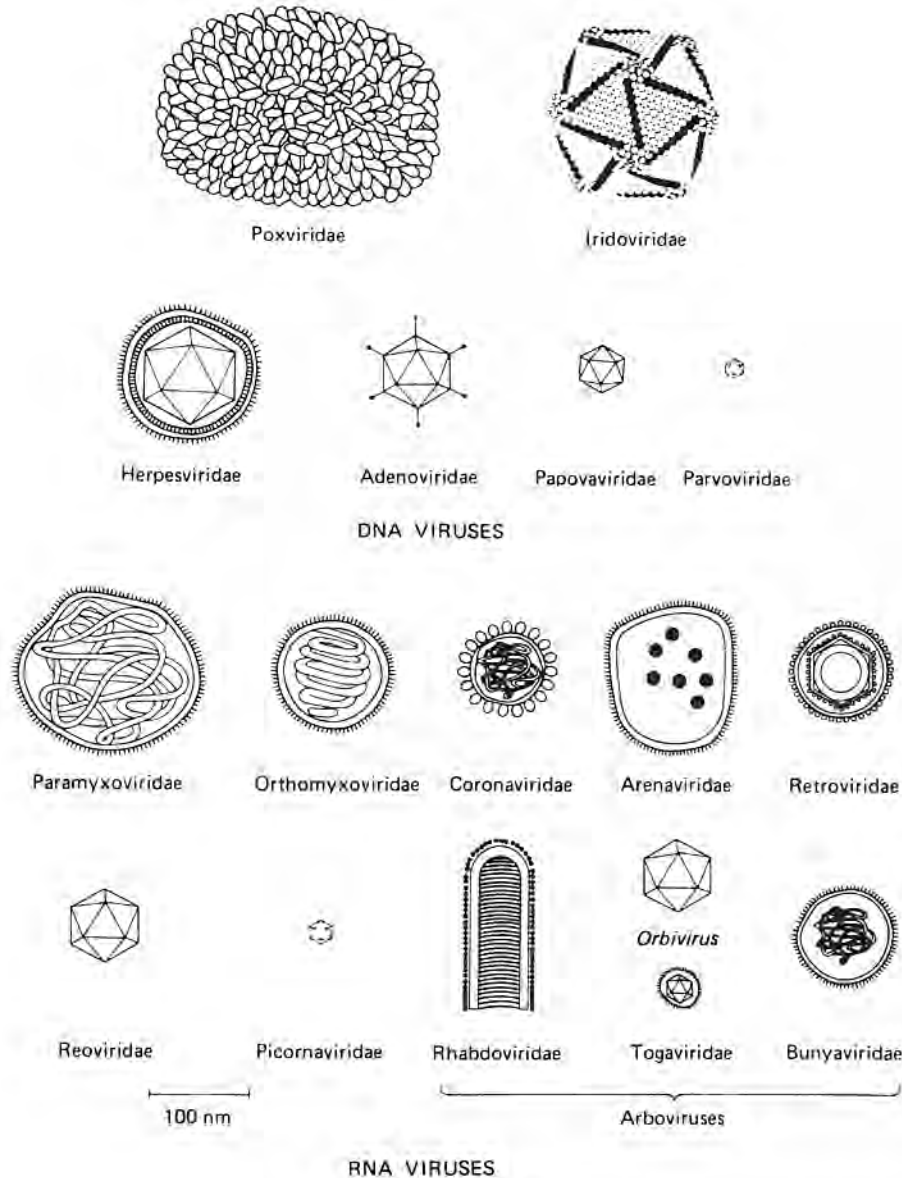 Poxviridae Iridoviridae
Herpesviridae Adenoviridae Papovaviridae Parvoviridae
DNA VIRUSES
Paramyxoviridae Orthomyxoviridae Coronaviridae Arenaviridae Retroviridae
Orbivirus
Reoviridae Picornaviridae Rhabdoviridae Togaviridae Bunyaviridae
100 nm Arboviruses
RNA VIRUSES